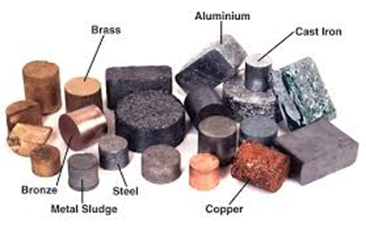 Aluminium
Brass
Cast Iron
Bronze
Steel
Metal Sludge
Copper